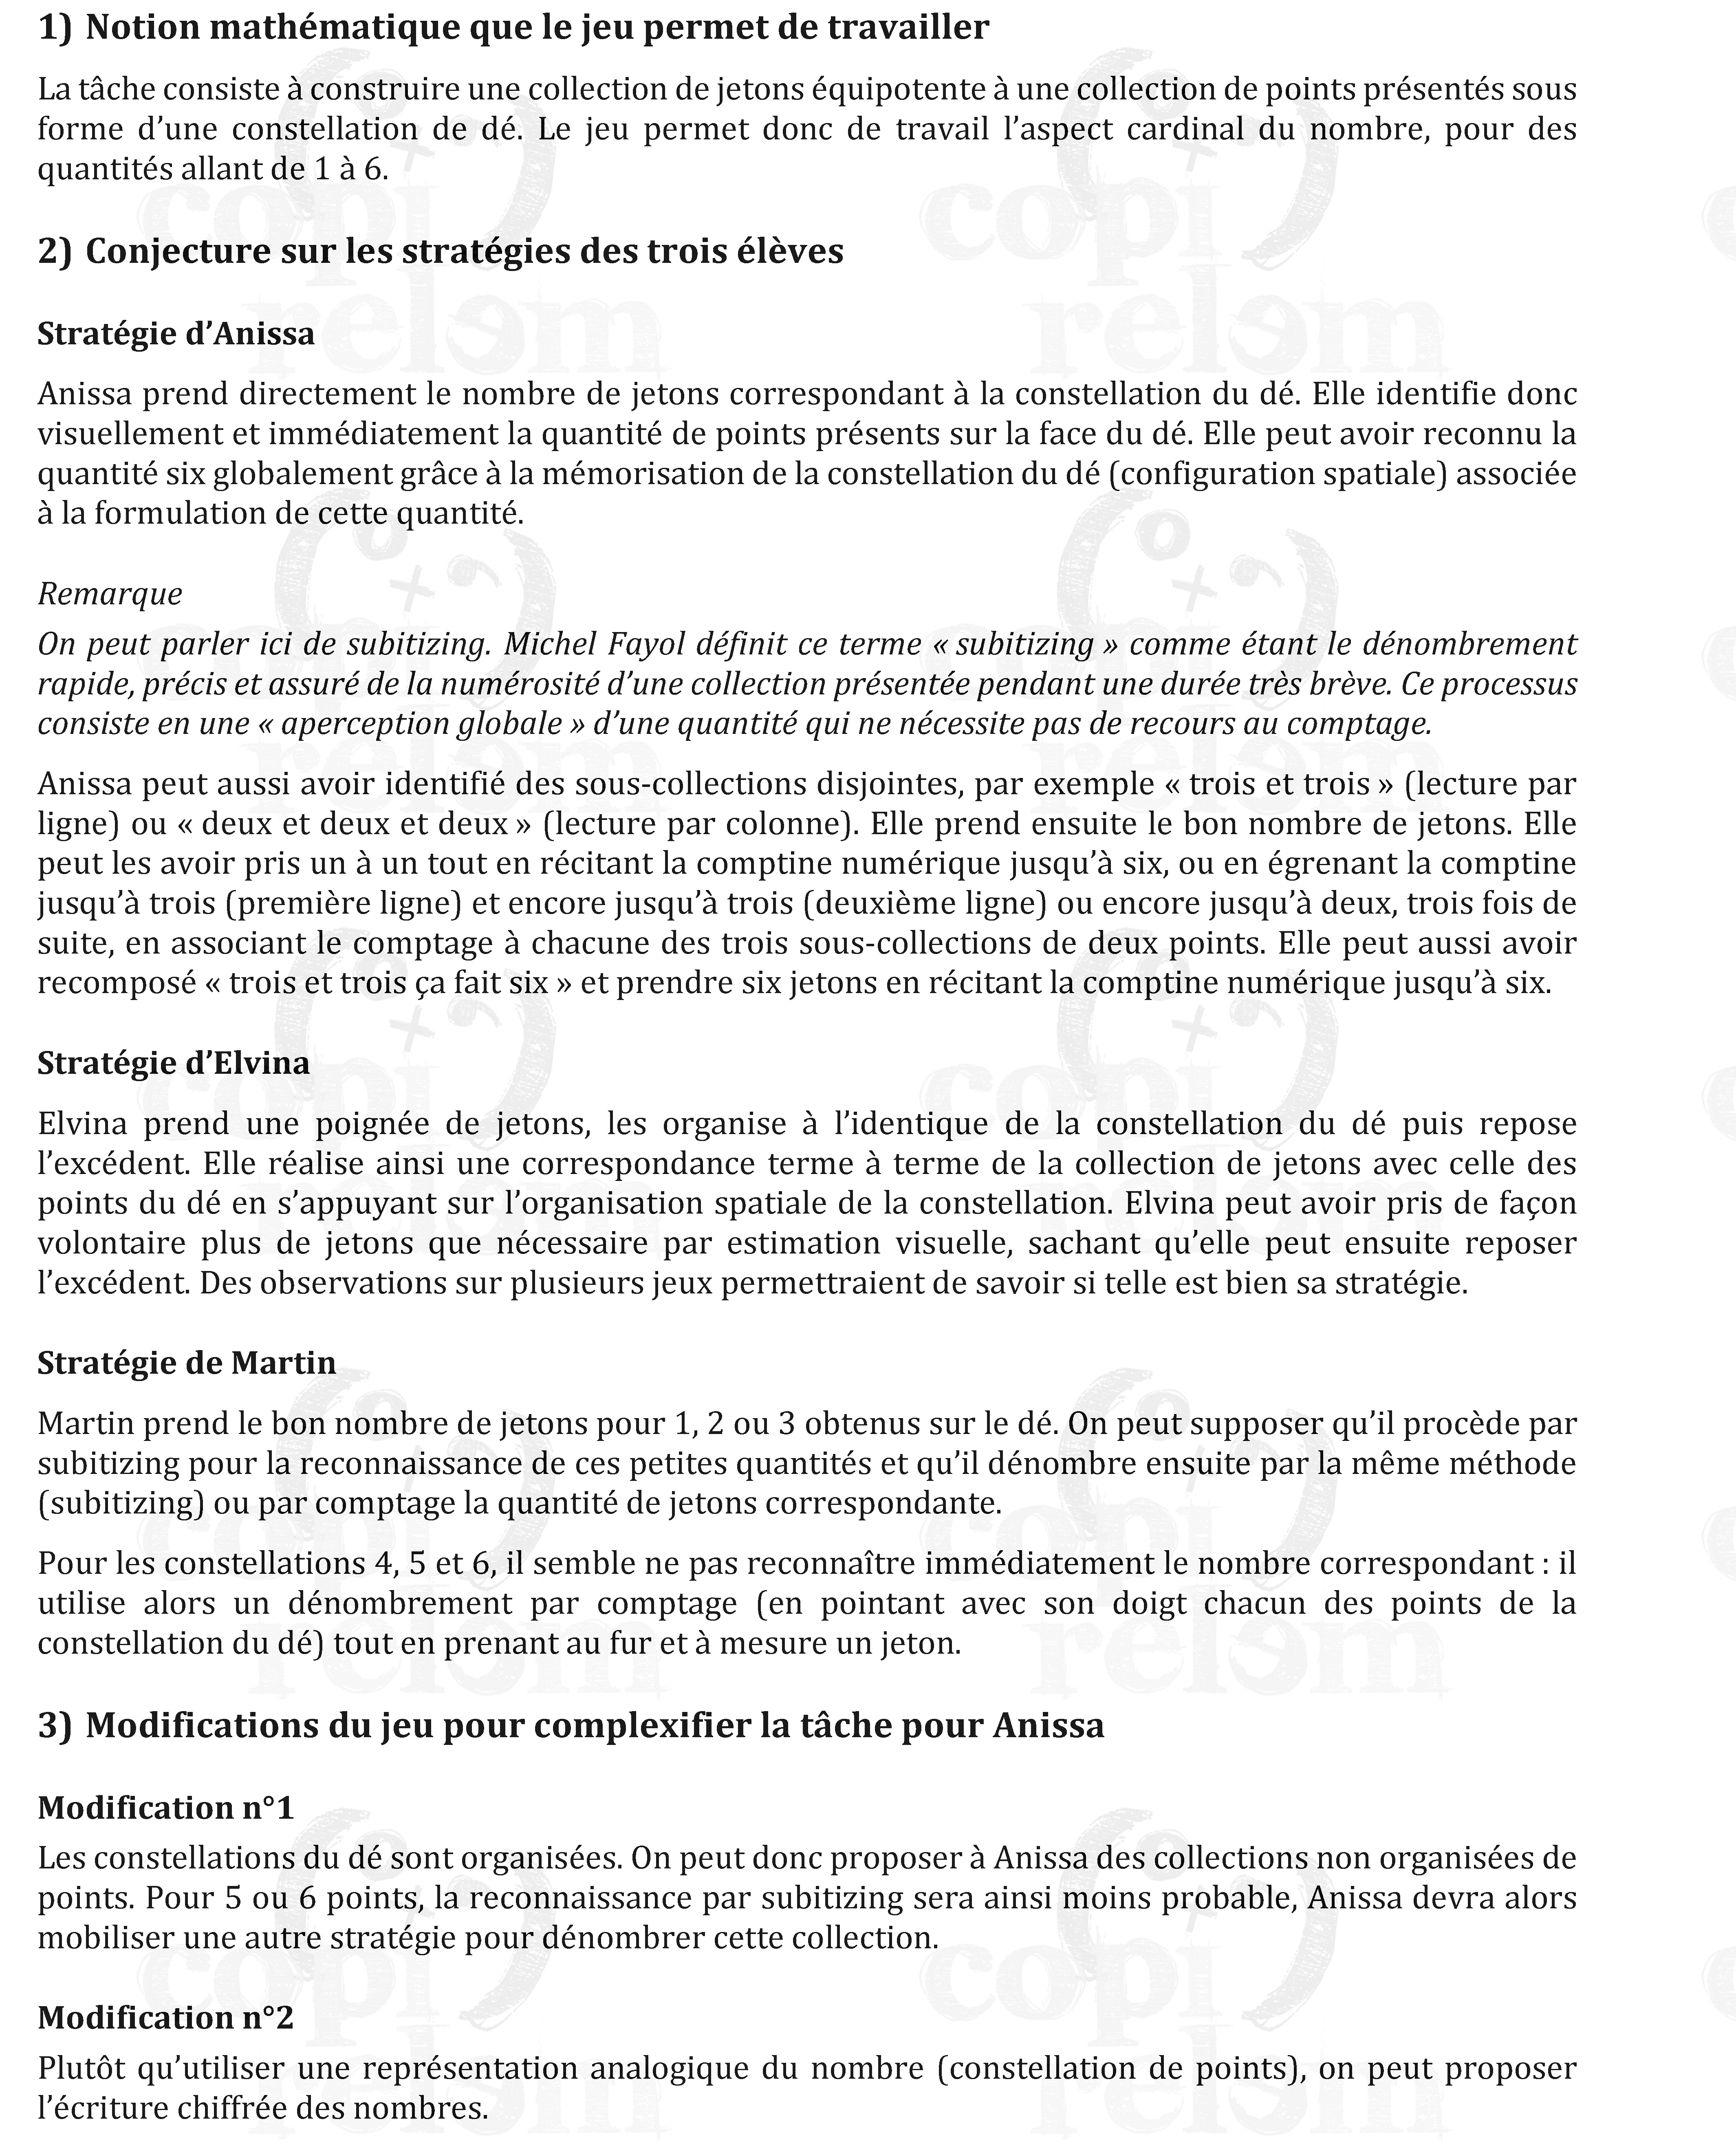 1) Notion mathématique que le jeu permet de travailler
La tâche consiste à construire une collection de jetons équipotente à une collection de points présentés sous
forme d’une constellation de dé. Le jeu permet donc de travail l’aspect cardinal du nombre, pour des
quantités allant de 1 à 6.
2) Conjecture sur les stratégies des trois élèves
Stratégie d’Anissa
Anissa prend directement le nombre de jetons correspondant à la constellation du dé. Elle identifie donc
visuellement et immédiatement la quantité de points présents sur la face du dé. Elle peut avoir reconnu la
quantité six globalement grâce à la mémorisation de la constellation du dé (configuration spatiale) associée
à la formulation de cette quantité.
Remarque
On peut parler ici de subitizing. Michel Fayol définit ce terme « subitizing » comme étant le dénombrement
rapide, précis et assuré de la numérosité d’une collection présentée pendant une durée très brève. Ce processus
consiste en une « aperception globale » d’une quantité qui ne nécessite pas de recours au comptage.
Anissa peut aussi avoir identifié des sous-collections disjointes, par exemple « trois et trois » (lecture par
ligne) ou « deux et deux et deux » (lecture par colonne). Elle prend ensuite le bon nombre de jetons. Elle
peut les avoir pris un à un tout en récitant la comptine numérique jusqu’à six, ou en égrenant la comptine
jusqu’à trois (première ligne) et encore jusqu’à trois (deuxième ligne) ou encore jusqu’à deux, trois fois de
suite, en associant le comptage à chacune des trois sous-collections de deux points. Elle peut aussi avoir
recomposé « trois et trois ça fait six » et prendre six jetons en récitant la comptine numérique jusqu’à six.
Stratégie d’Elvina
Elvina prend une poignée de jetons, les organise à l’identique de la constellation du dé puis repose
l’excédent. Elle réalise ainsi une correspondance terme à terme de la collection de jetons avec celle des
points du dé en s’appuyant sur l’organisation spatiale de la constellation. Elvina peut avoir pris de façon
volontaire plus de jetons que nécessaire par estimation visuelle, sachant qu’elle peut ensuite reposer
l’excédent. Des observations sur plusieurs jeux permettraient de savoir si telle est bien sa stratégie.
Stratégie de Martin
Martin prend le bon nombre de jetons pour 1, 2 ou 3 obtenus sur le dé. On peut supposer qu’il procède par
subitizing pour la reconnaissance de ces petites quantités et qu’il dénombre ensuite par la même méthode
(subitizing) ou par comptage la quantité de jetons correspondante.
Pour les constellations 4, 5 et 6, il semble ne pas reconnaître immédiatement le nombre correspondant : il
utilise alors un dénombrement par comptage (en pointant avec son doigt chacun des points de la
constellation du dé) tout en prenant au fur et à mesure un jeton.
3) Modifications du jeu pour complexifier la tâche pour Anissa
Modification n°1
Les constellations du dé sont organisées. On peut donc proposer à Anissa des collections non organisées de
points. Pour 5 ou 6 points, la reconnaissance par subitizing sera ainsi moins probable, Anissa devra alors
mobiliser une autre stratégie pour dénombrer cette collection.
Modification n°2
Plutôt qu’utiliser une représentation analogique du nombre (constellation de points), on peut proposer
l’écriture chiffrée des nombres.